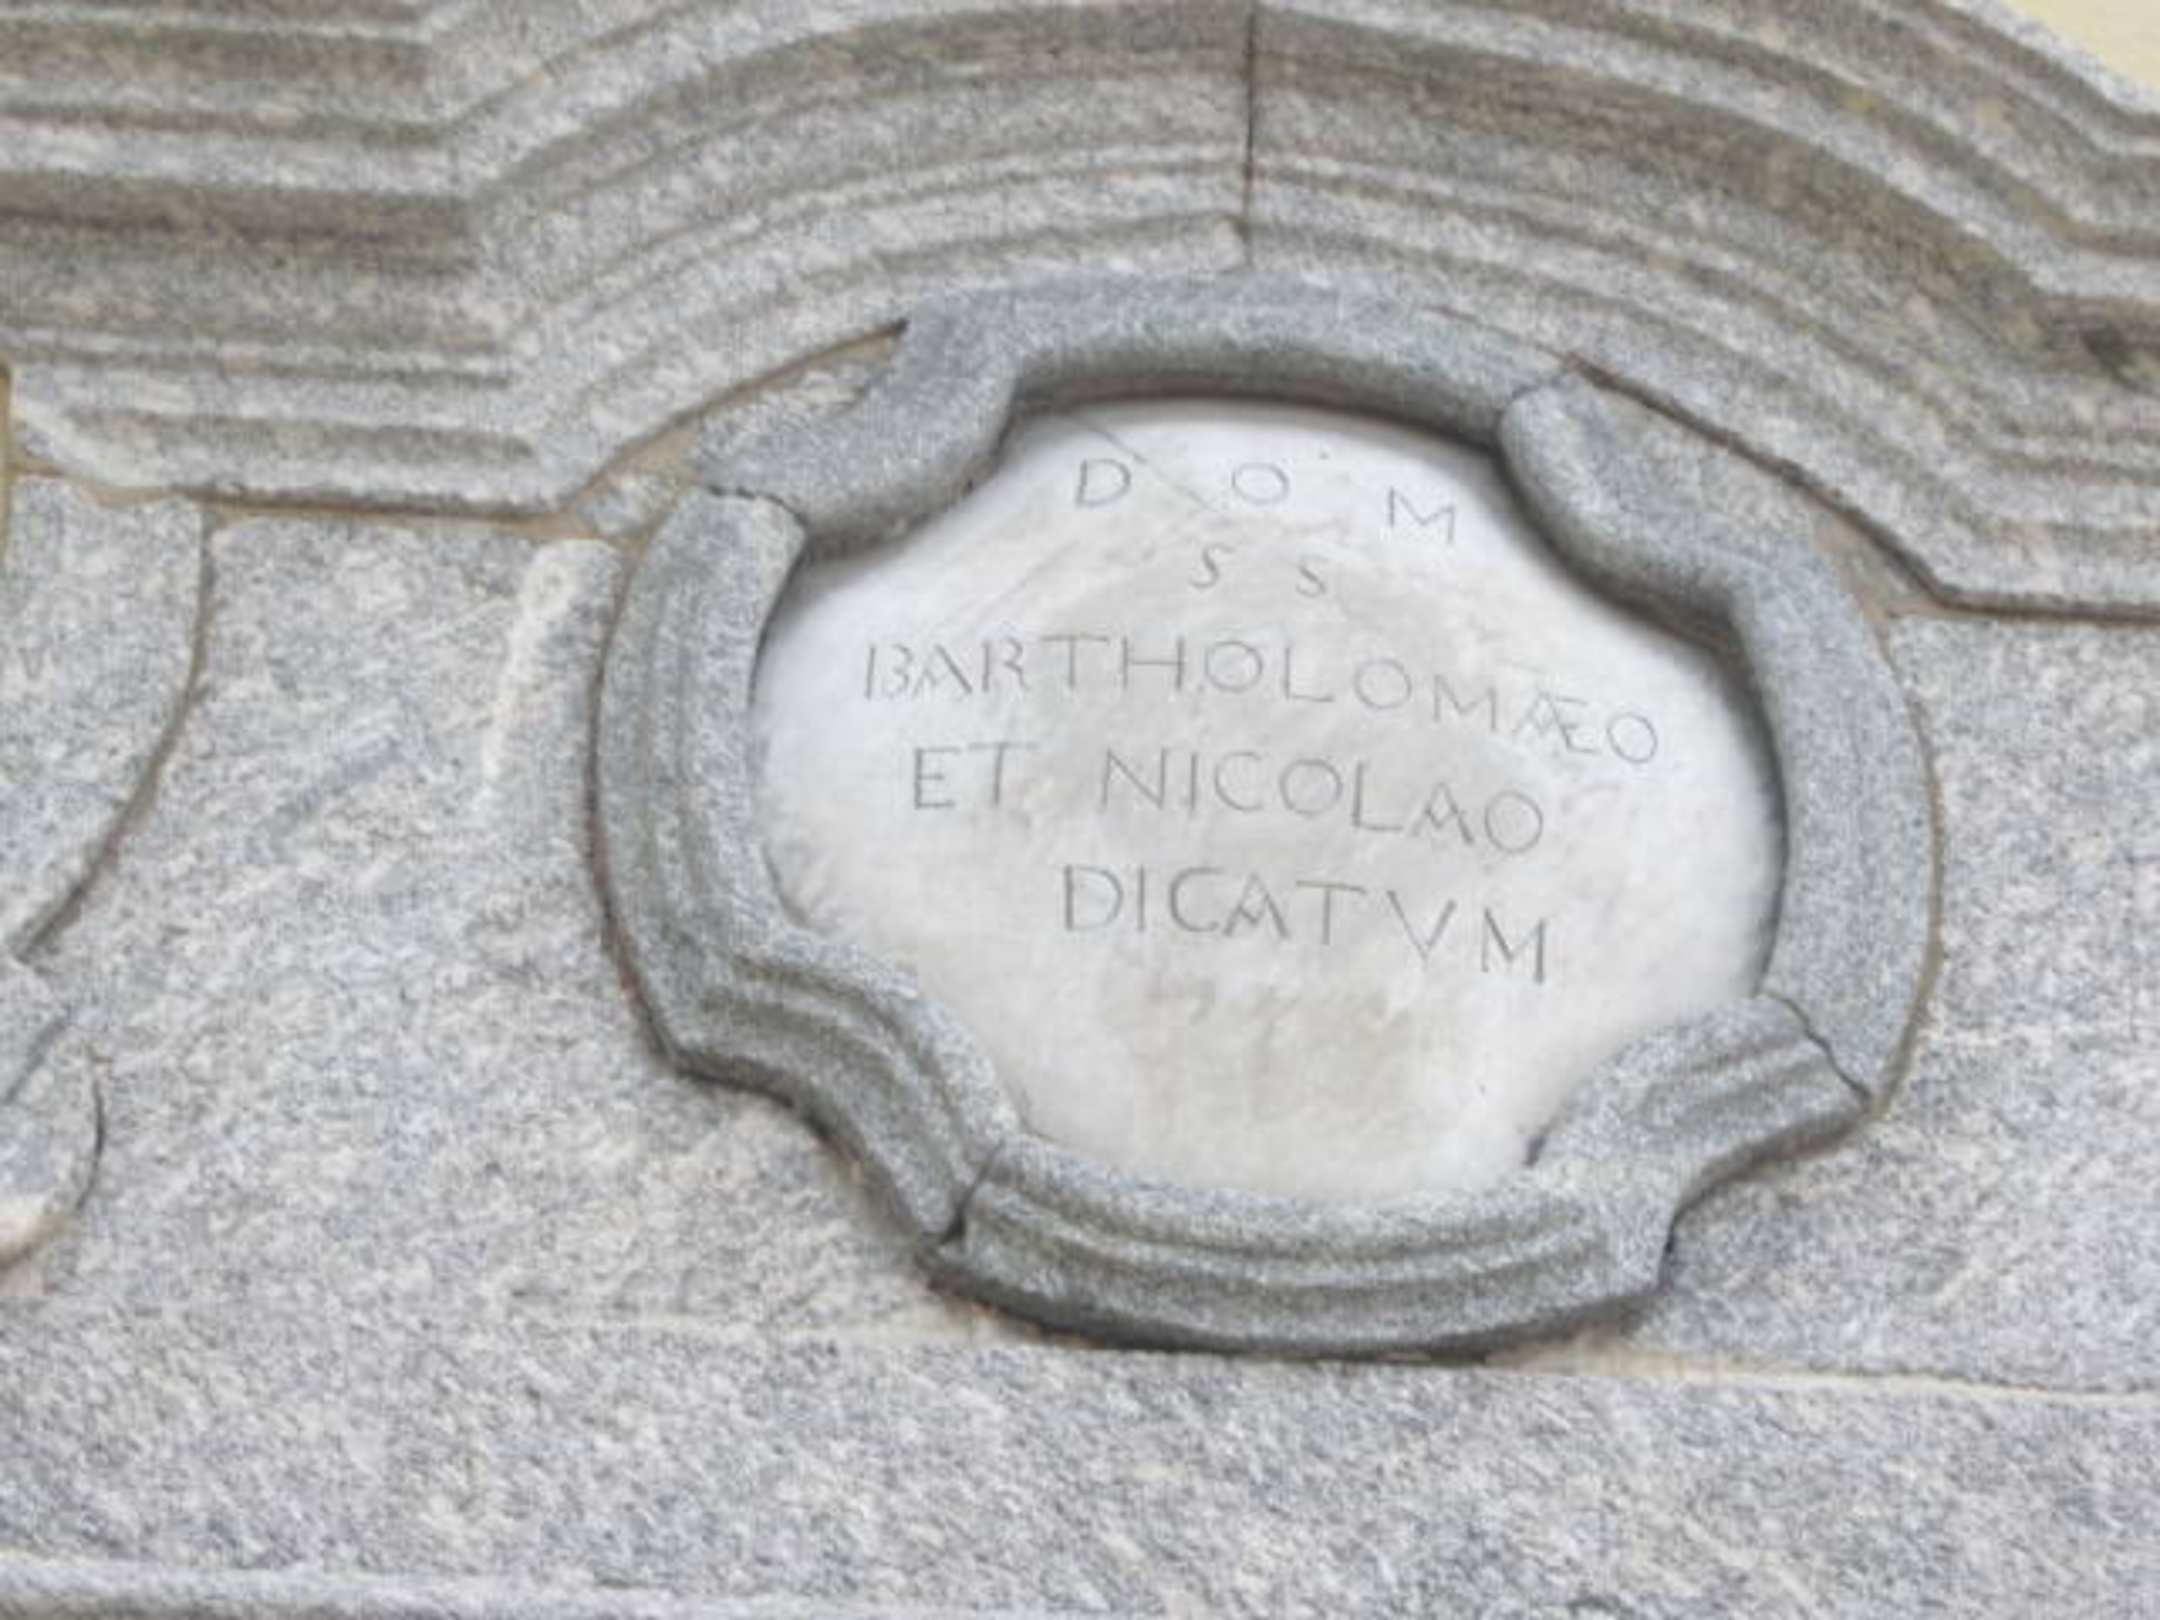 D O M
S S
BARTHOLOMÆO
ET NICOLAO
DICATVM